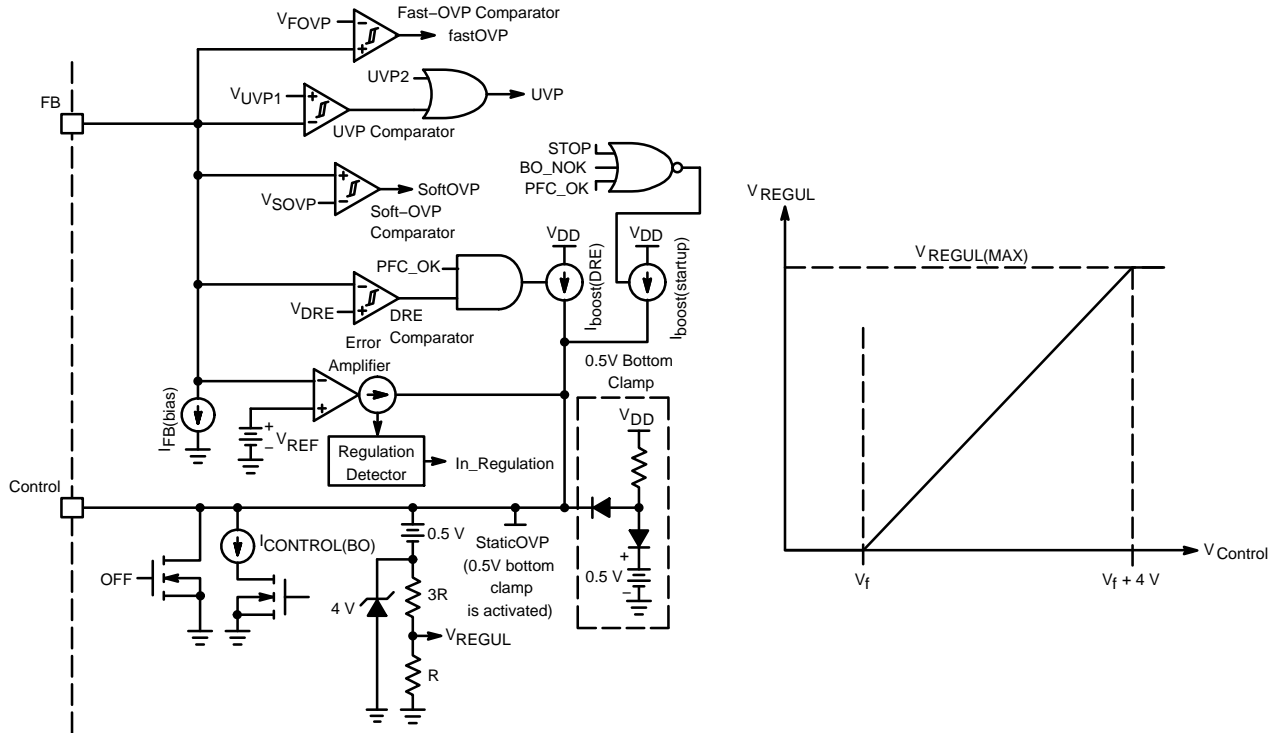 Fast–OVP Comparator
VFOVP
fastOVP
UVP2
FB
VUVP1
UVP
UVP Comparator
STOP
BO_NOK
PFC_OK
SoftOVP
VSOVP
Soft–OVP
Comparator
VDD
VDD
PFC_OK
Iboost(DRE)
Iboost(startup)
VDRE
DRE
Comparator
Error
Amplifier
0.5V Bottom
Clamp
IFB(bias)
VREF
VDD
Regulation
Detector
In_Regulation
Control
0.5 V
ICONTROL(BO)
StaticOVP
(0.5V bottom
clamp
is activated)
OFF
0.5 V
4 V
3R
VREGUL
R
VREGUL
VREGUL(MAX)
VControl
Vf
Vf + 4 V